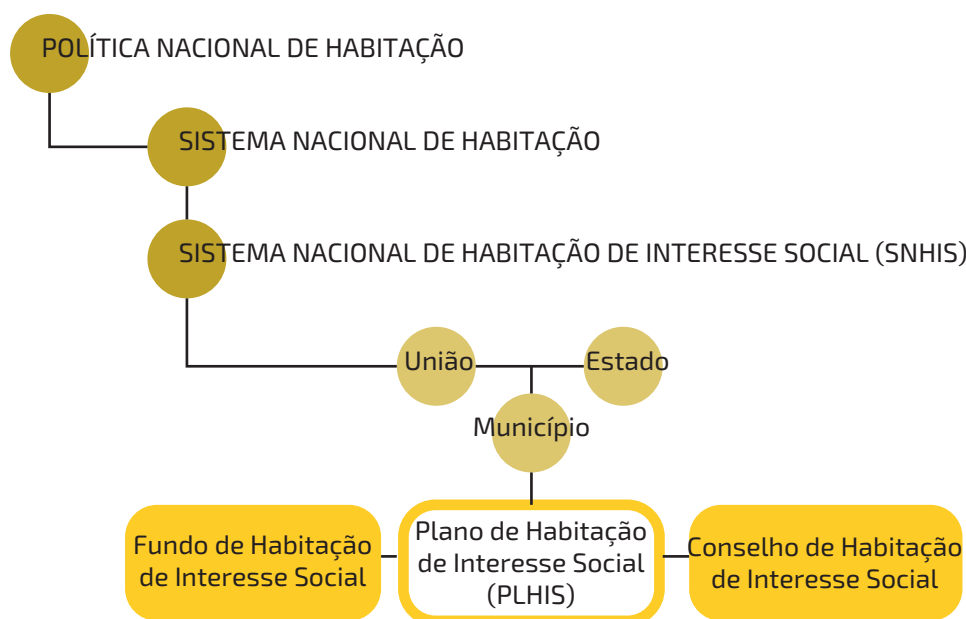 POLÍTICA NACIONAL DE HABITAÇÃO
SISTEMA NACIONAL DE HABITAÇÃO
SISTEMA NACIONAL DE HABITAÇÃO DE INTERESSE SOCIAL (SNHIS)
União
Estado
Município
Fundo de Habitação
de Interesse Social
Plano de Habitação
de Interesse Social
(PLHIS)
Conselho de Habitação
de Interesse Social